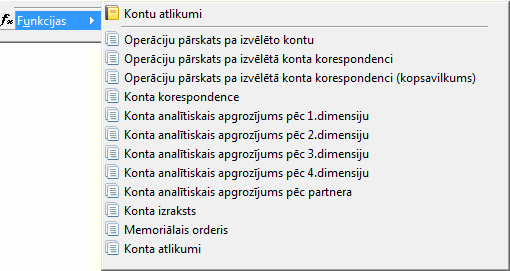 Funkcijas
Kontu atlikumi
Operāciju pārskats pa izvēlēto kontu
Operāciju pārskats pa izvēlētā konta korespondenci
Operāciju pārskats pa izvēlētā konta korespondenci (kopsavilkums)
Konta korespondence
Konta analītiskais apgrozījums pēc 1.dimensiju
Konta analītiskais apgrozījums pēc 2.dimensiju
Konta analītiskais apgrozījums pēc 3.dimensiju
Konta analītiskais apgrozījums pēc 4.dimensiju
Konta analītiskais apgrozījums pēc partnera
Konta izraksts
Memoriālais orderis
Konta atlikumi